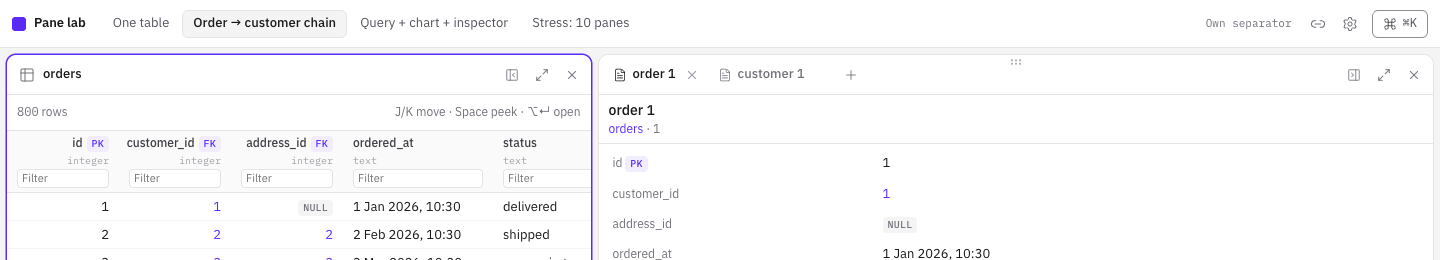 Pane lab One table Order → customer chain Query + chart + inspector Stress: 10 panes Own separator ⌘ ⌘K
orders
800 rows J/K move · Space peek · ⌥↵ open
id PK customer_id FK address_id FK ordered_at status
integer integer integer text text
Filter Filter Filter Filter Filter
1 1 NULL 1 Jan 2026, 10:30 delivered
2 2 2 2 Feb 2026, 10:30 shipped
order 1 customer 1
order 1
orders · 1
id PK 1
customer_id 1
address_id NULL
ordered_at 1 Jan 2026, 10:30